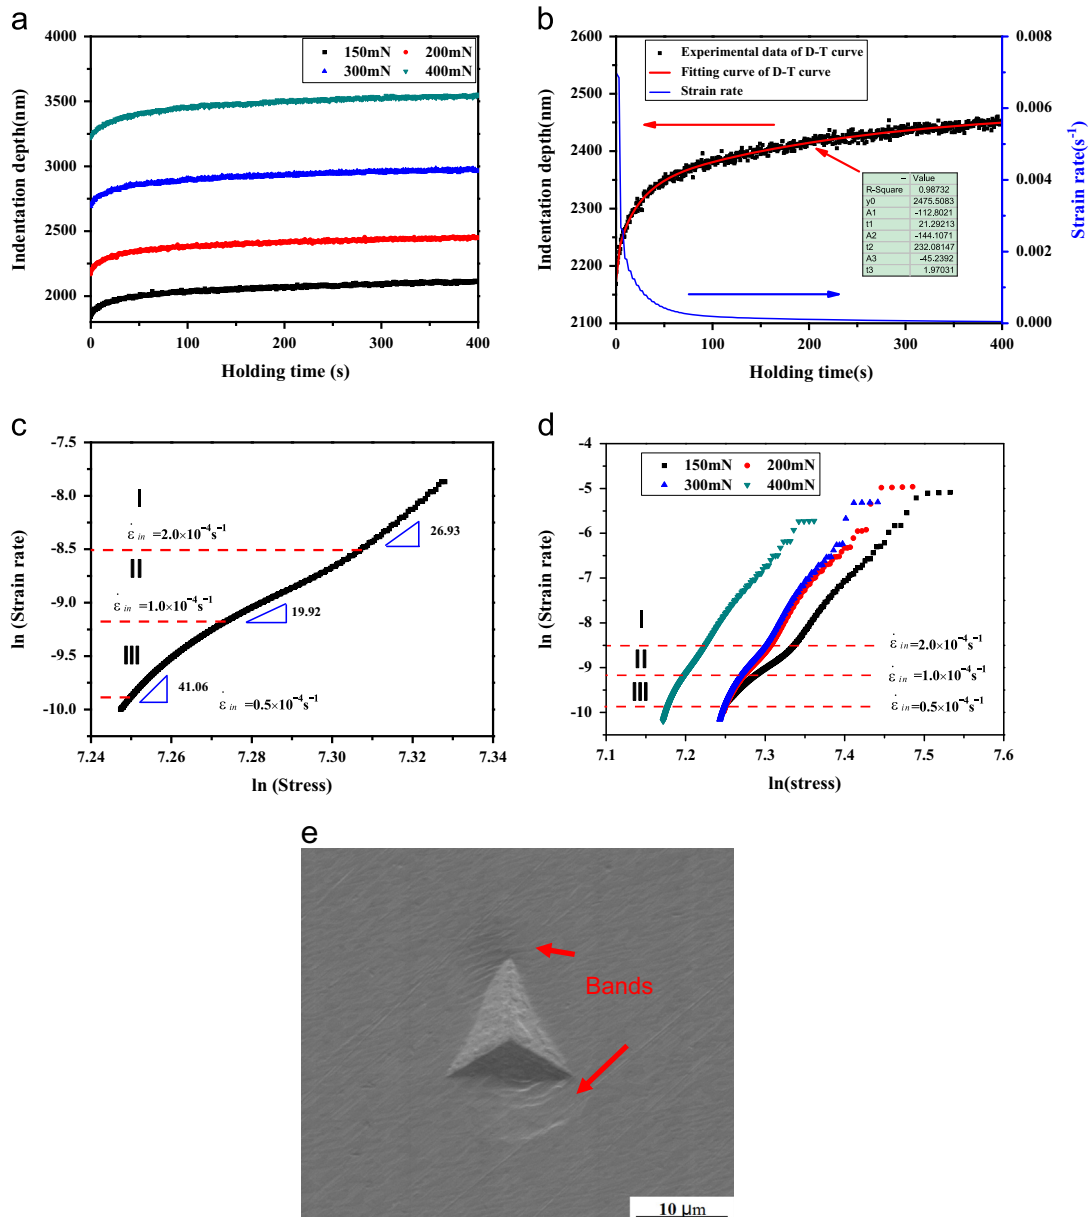 a
4000
3500
3000
2500
2000
0
100
200
300
400
Indentation depth(nm)
Holding time (s)
150mN 200mN
300mN 400mN
b
2600
2500
2400
2300
2200
2100
0
100
200
300
400
Indentation depth(nm)
Holding time(s)
0.008
0.006
0.004
0.002
0.000
Strain rate(s⁻¹)
Experimental data of D-T curve
Fitting curve of D-T curve
Strain rate
– Value
R-Square 0.98732
y0 2475.5083
A1 -112.8021
t1 21.29213
A2 -144.1071
t2 232.08147
A3 -45.2392
t3 1.97031
c
-7.5
-8.0
-8.5
-9.0
-9.5
-10.0
7.24
7.26
7.28
7.30
7.32
7.34
ln (Strain rate)
ln (Stress)
I
ε̇ in =2.0×10⁻⁴s⁻¹
26.93
II
ε̇ in =1.0×10⁻⁴s⁻¹
19.92
III
41.06
ε̇ in =0.5×10⁻⁴s⁻¹
d
-4
-5
-6
-7
-8
-9
-10
7.1
7.2
7.3
7.4
7.5
7.6
ln (Strain rate)
ln(stress)
150mN 200mN
300mN 400mN
I
ε̇ in =2.0×10⁻⁴s⁻¹
II
ε̇ in =1.0×10⁻⁴s⁻¹
III
ε̇ in =0.5×10⁻⁴s⁻¹
e
Bands
10 μm